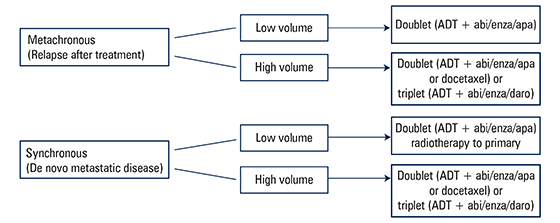 Metachronous
(Relapse after treatment)
Low volume
Doublet (ADT + abi/enza/apa)
High volume
Doublet (ADT + abi/enza/apa
or docetaxel) or
triplet (ADT + abi/enza/daro)
Synchronous
(De novo metastatic disease)
Low volume
Doublet (ADT + abi/enza/apa)
radiotherapy to primary
High volume
Doublet (ADT + abi/enza/apa
or docetaxel) or
triplet (ADT + abi/enza/daro)